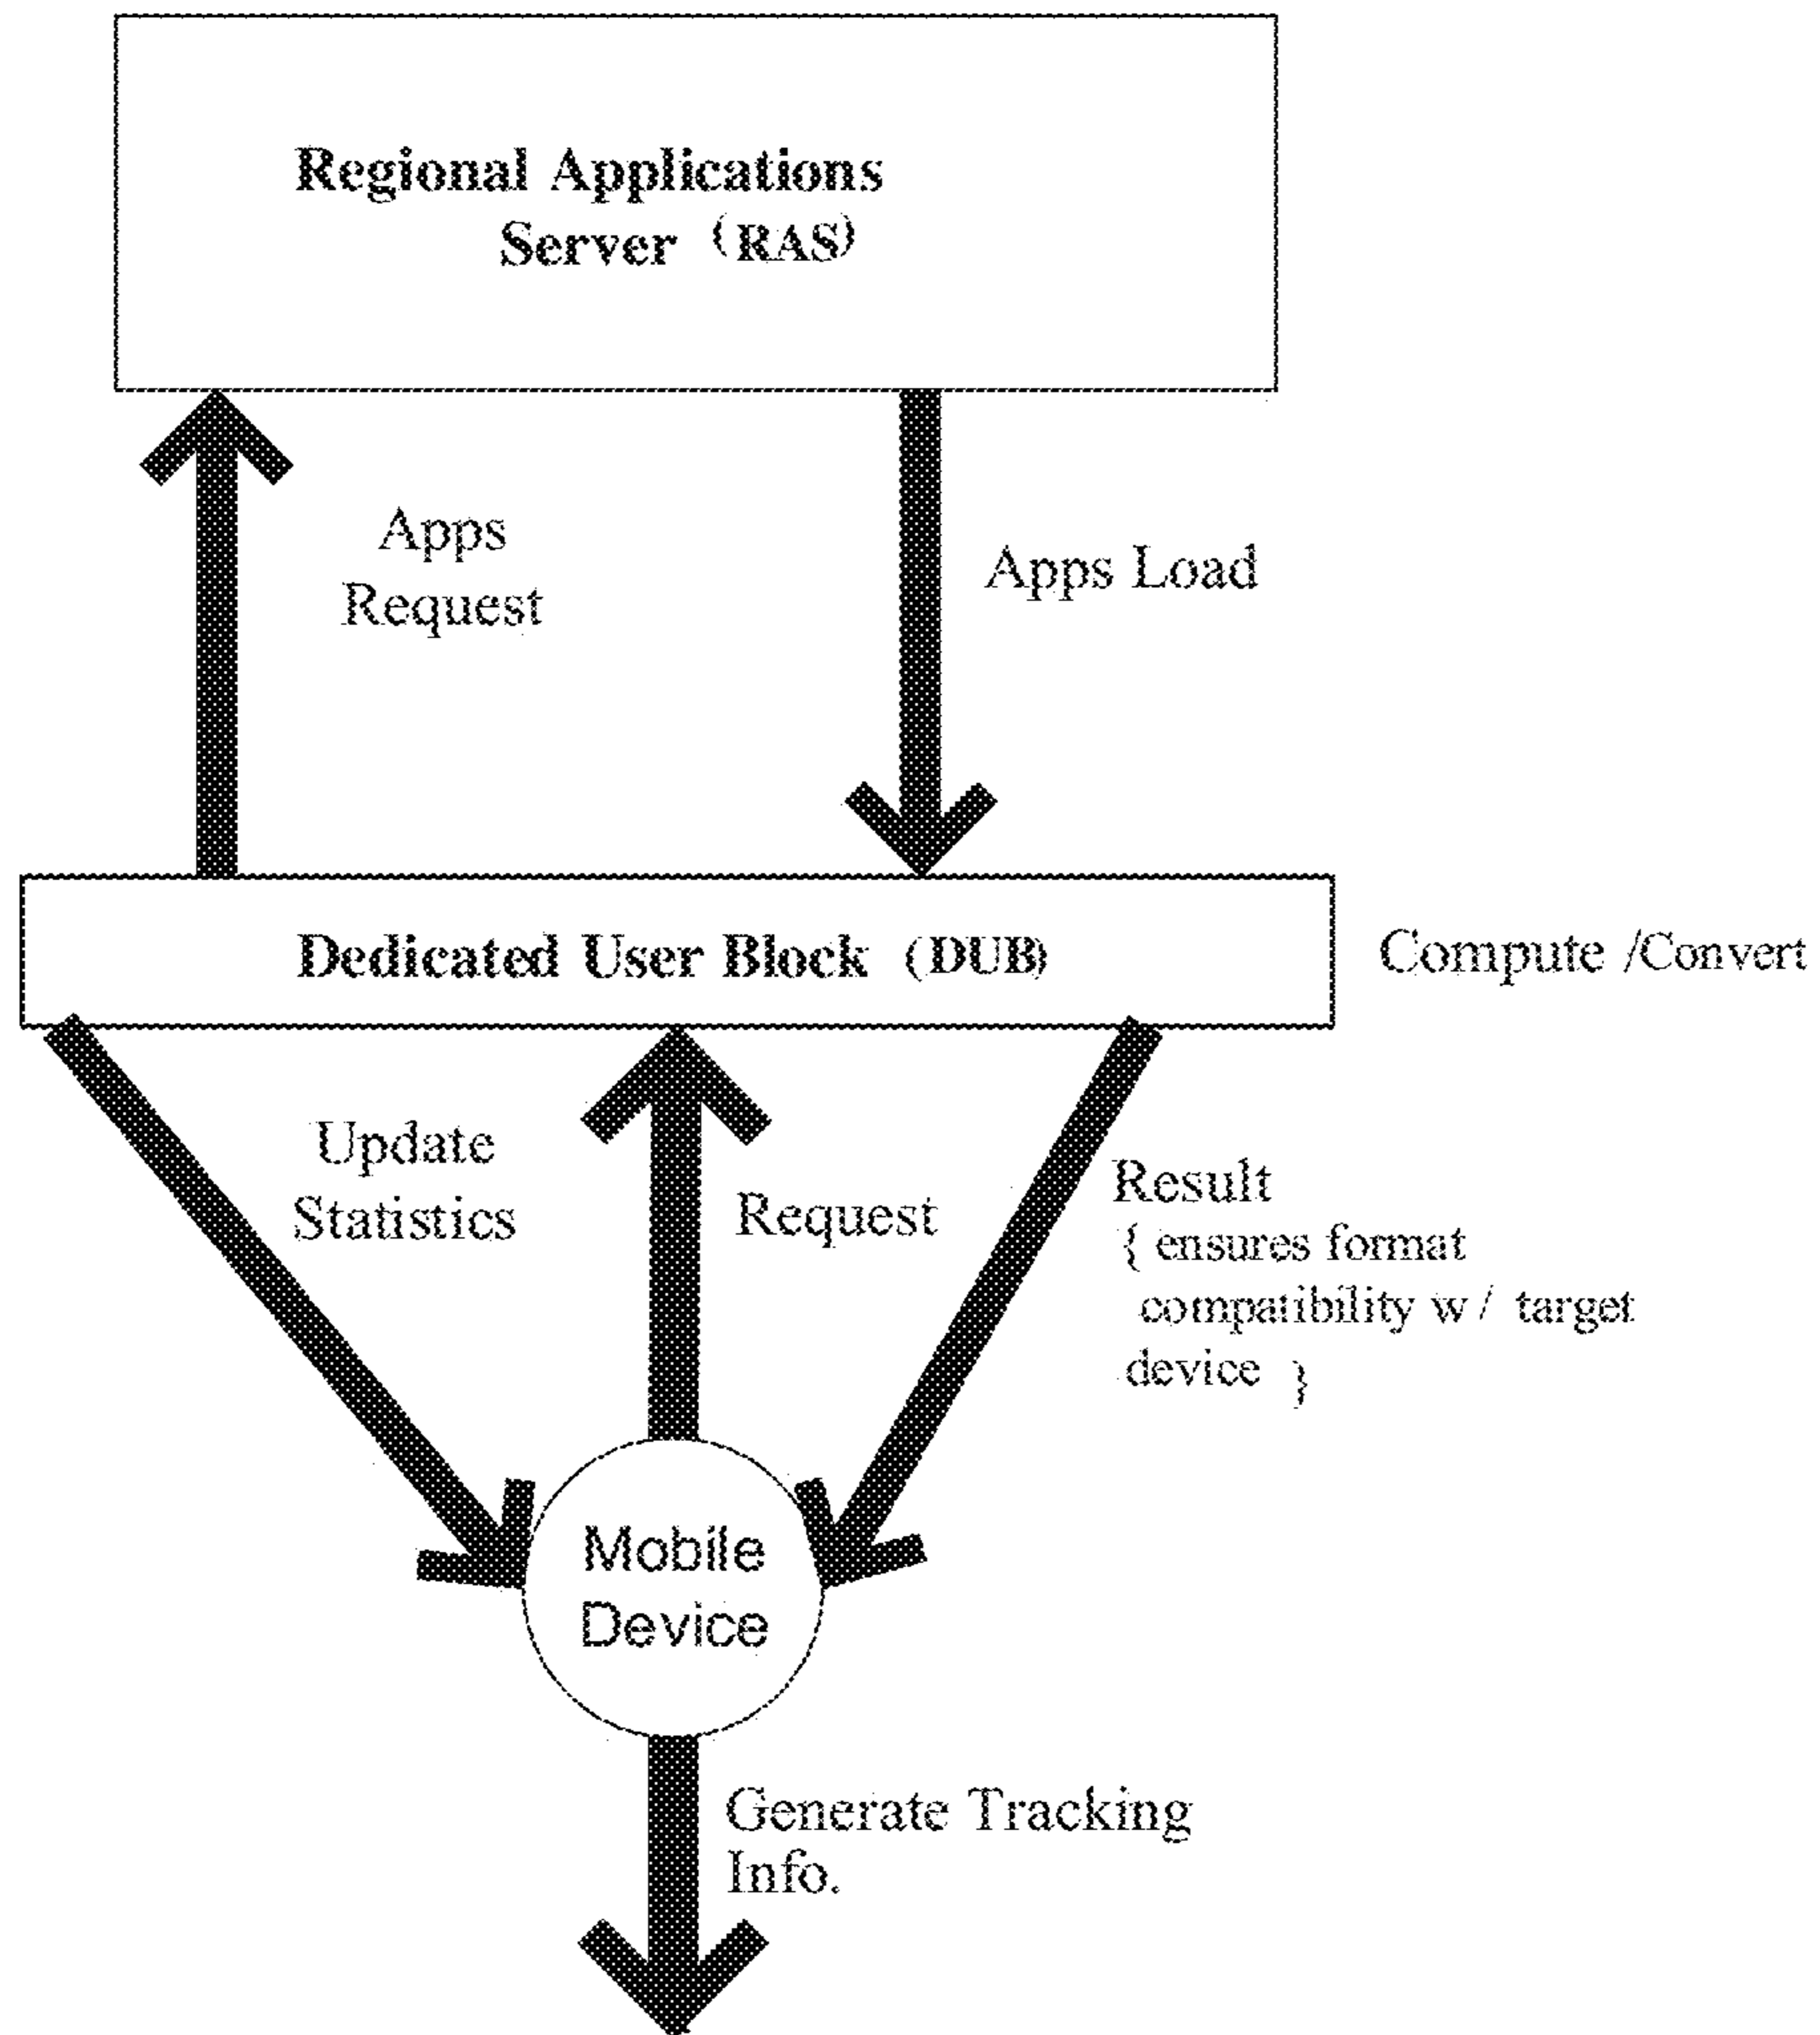 Regional Applications
Server (RAS)
Apps
Request
Apps Load
Dedicated User Block (DUB)
Compute /Convert
Update
Statistics
Request
Result
{ ensures format
compatibility w / target
device }
Mobile
Device
Generate Tracking
Info.